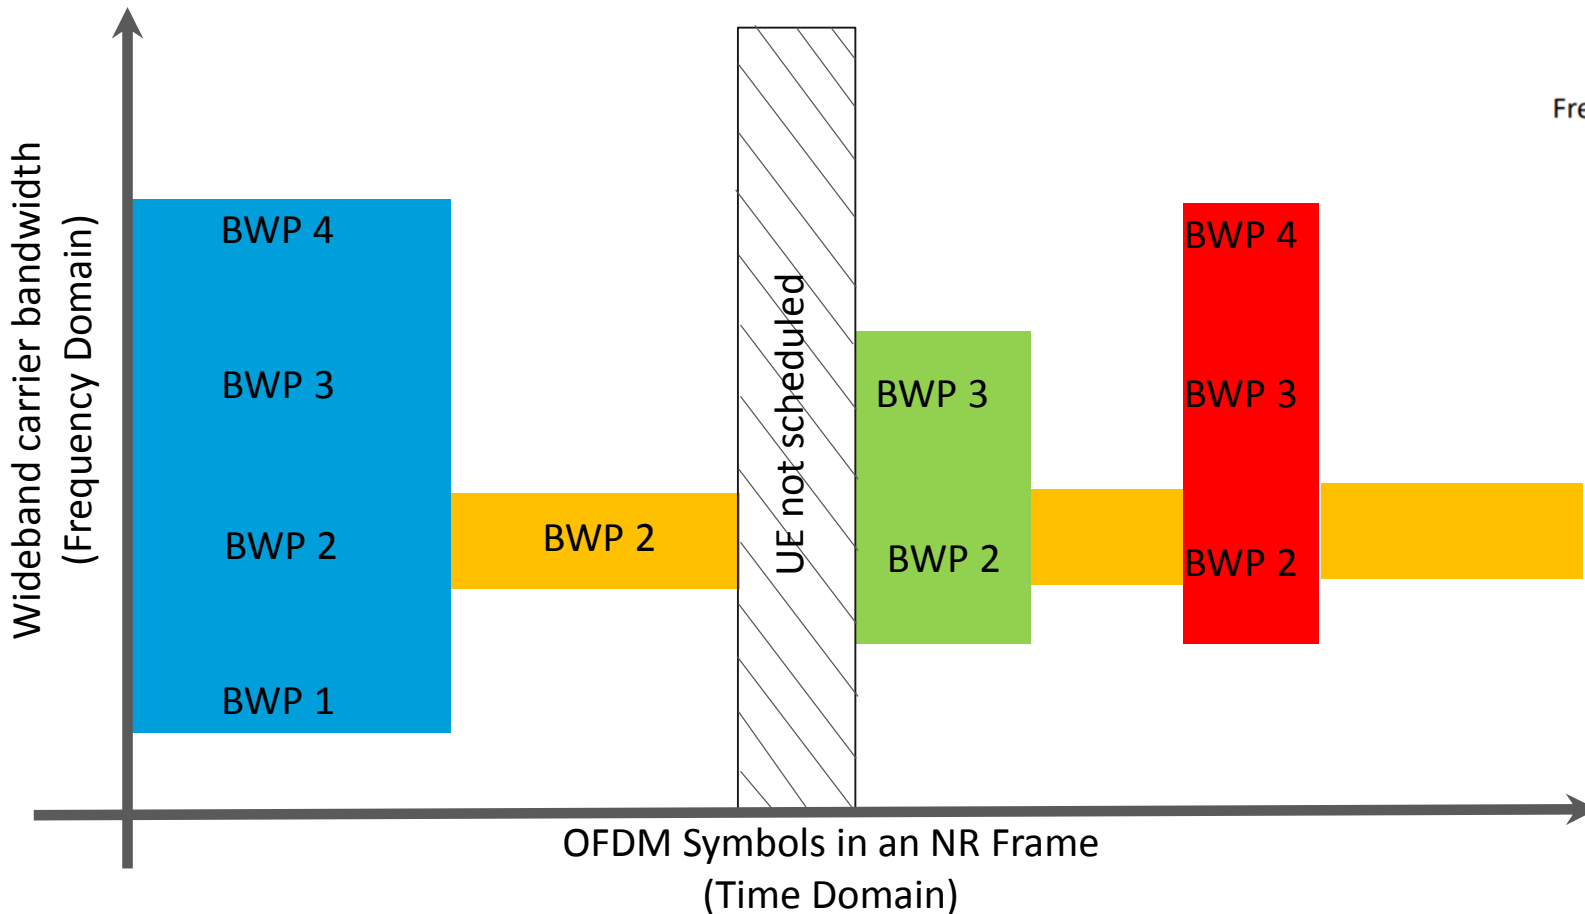 Wideband carrier bandwidth
(Frequency Domain)
BWP 4
BWP 3
BWP 2
BWP 1
BWP 2
UE not scheduled
BWP 3
BWP 2
BWP 4
BWP 3
BWP 2
Fre
OFDM Symbols in an NR Frame
(Time Domain)